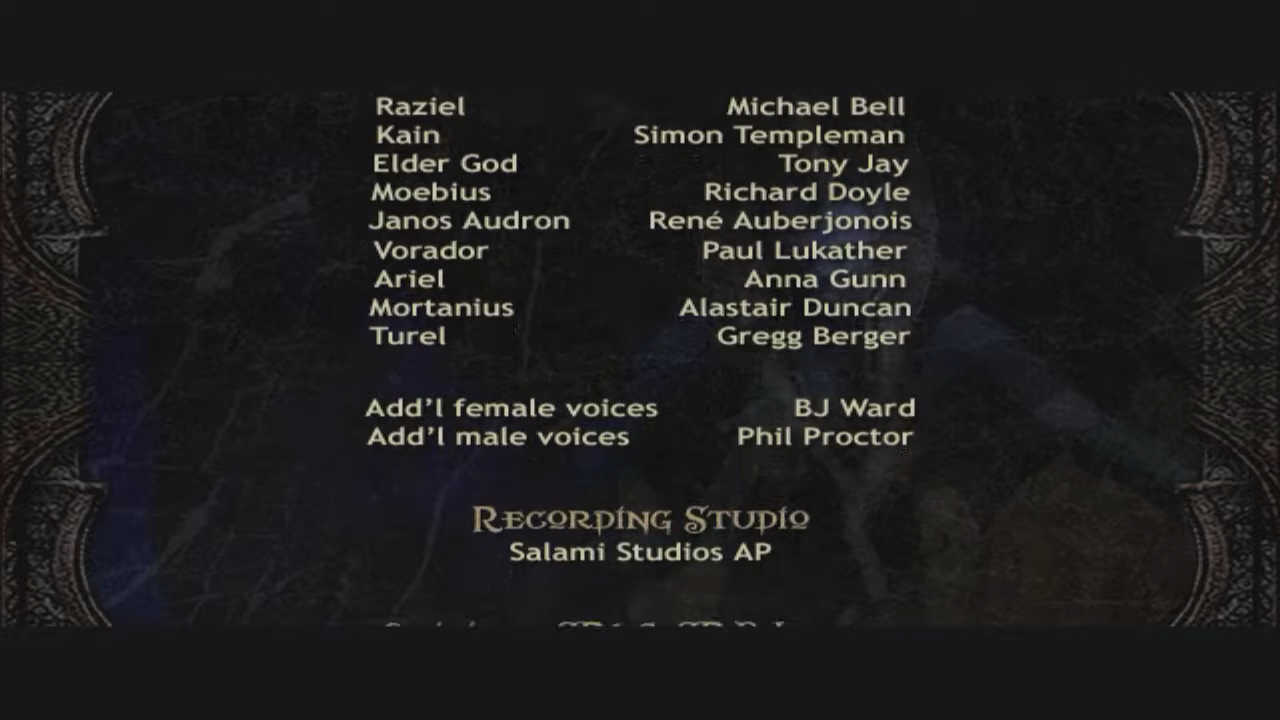 Raziel Michael Bell
Kain Simon Templeman
Elder God Tony Jay
Moebius Richard Doyle
Janos Audron René Auberjonois
Vorador Paul Lukather
Ariel Anna Gunn
Mortanius Alastair Duncan
Turel Gregg Berger
Add'l female voices BJ Ward
Add'l male voices Phil Proctor
Recording Studio
Salami Studios AP